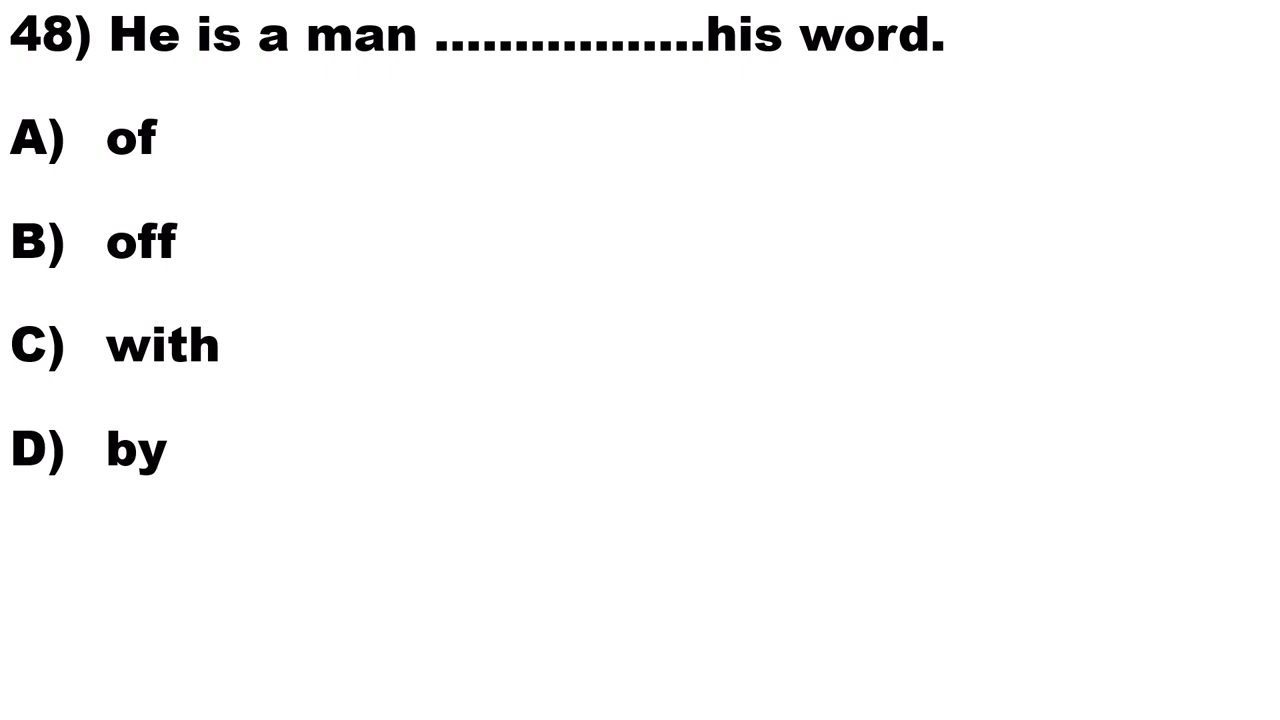 48) He is a man .................his word.
A) of
B) off
C) with
D) by